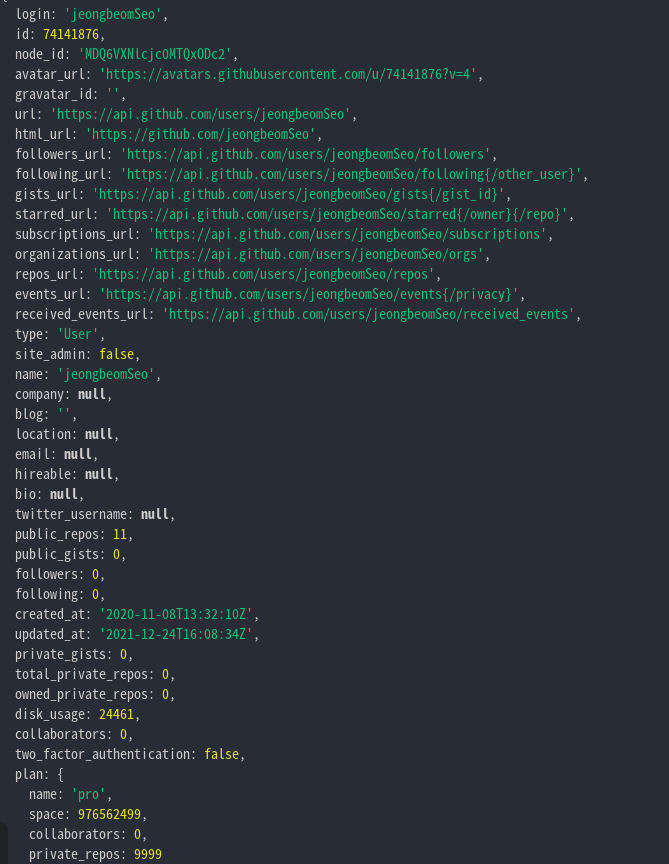 login: 'jeongbeomSeo',
id: 74141876,
node_id: 'MDQ6VXNlcjc0MTQxODc2',
avatar_url: 'https://avatars.githubusercontent.com/u/74141876?v=4',
gravatar_id: '',
url: 'https://api.github.com/users/jeongbeomSeo',
html_url: 'https://github.com/jeongbeomSeo',
followers_url: 'https://api.github.com/users/jeongbeomSeo/followers',
following_url: 'https://api.github.com/users/jeongbeomSeo/following{/other_user}',
gists_url: 'https://api.github.com/users/jeongbeomSeo/gists{/gist_id}',
starred_url: 'https://api.github.com/users/jeongbeomSeo/starred{/owner}{/repo}',
subscriptions_url: 'https://api.github.com/users/jeongbeomSeo/subscriptions',
organizations_url: 'https://api.github.com/users/jeongbeomSeo/orgs',
repos_url: 'https://api.github.com/users/jeongbeomSeo/repos',
events_url: 'https://api.github.com/users/jeongbeomSeo/events{/privacy}',
received_events_url: 'https://api.github.com/users/jeongbeomSeo/received_events',
type: 'User',
site_admin: false,
name: 'jeongbeomSeo',
company: null,
blog: '',
location: null,
email: null,
hireable: null,
bio: null,
twitter_username: null,
public_repos: 11,
public_gists: 0,
followers: 0,
following: 0,
created_at: '2020-11-08T13:32:10Z',
updated_at: '2021-12-24T16:08:34Z',
private_gists: 0,
total_private_repos: 0,
owned_private_repos: 0,
disk_usage: 24461,
collaborators: 0,
two_factor_authentication: false,
plan: {
name: 'pro',
space: 976562499,
collaborators: 0,
private_repos: 9999